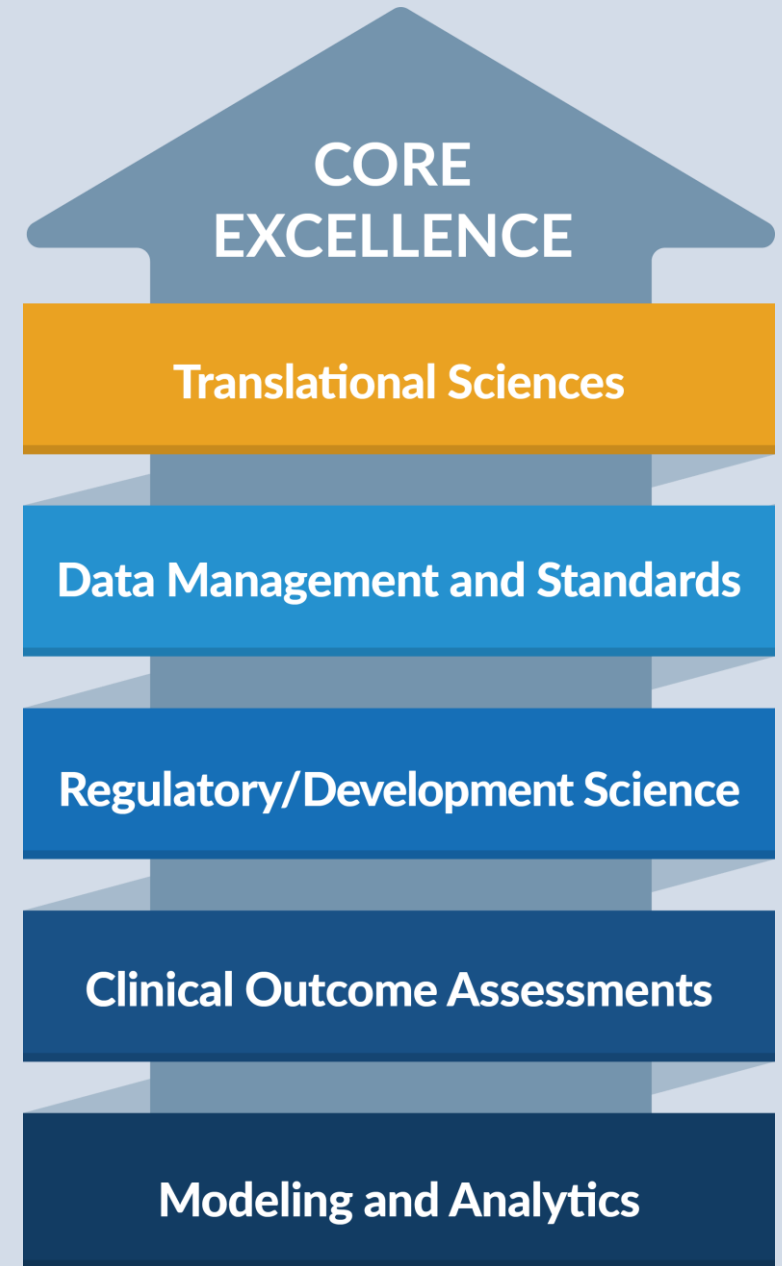 CORE
EXCELLENCE
Translational Sciences
Data Management and Standards
Regulatory/Development Science
Clinical Outcome Assessments
Modeling and Analytics